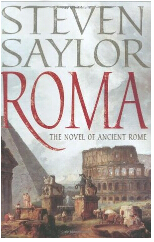 STEVEN
SAYLOR
ROMA
THE NOVEL OF ANCIENT ROME